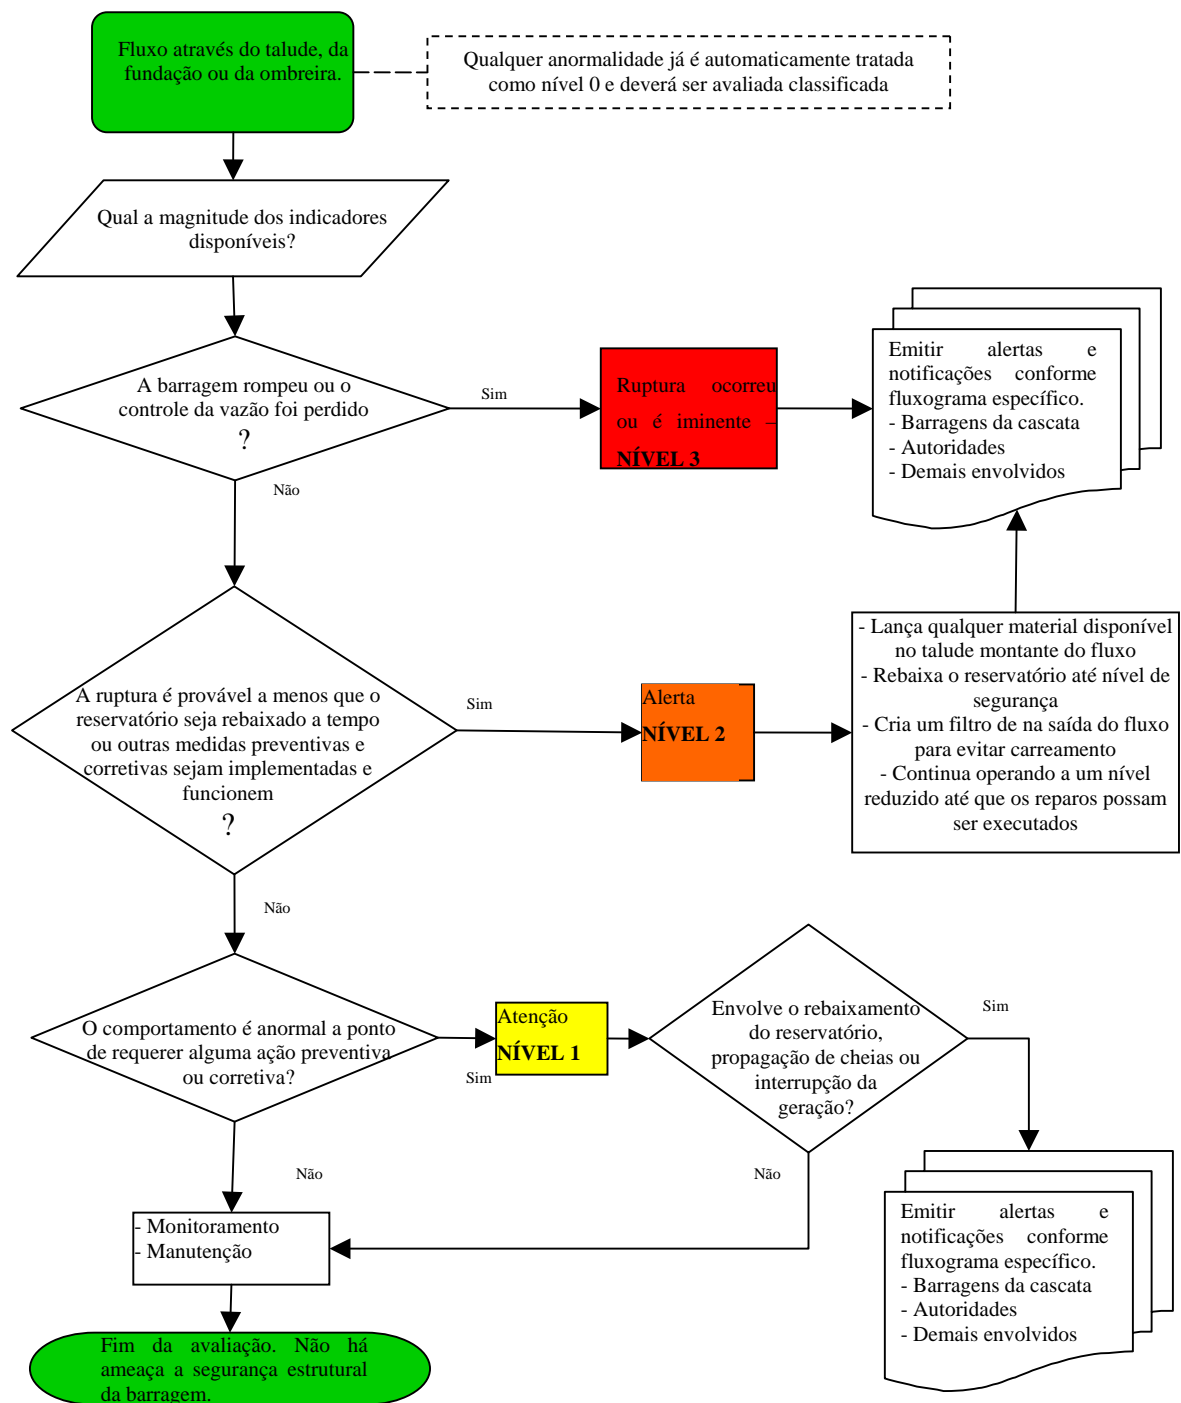 Fluxo através do talude, da
fundação ou da ombreira.
Qualquer anormalidade já é automaticamente tratada
como nível 0 e deverá ser avaliada classificada
Qual a magnitude dos indicadores
disponíveis?
A barragem rompeu ou o
controle da vazão foi perdido
?
Sim
Não
Ruptura ocorreu
ou é iminente –
NÍVEL 3
Emitir alertas e
notificações conforme
fluxograma específico.
- Barragens da cascata
- Autoridades
- Demais envolvidos
A ruptura é provável a menos que o
reservatório seja rebaixado a tempo
ou outras medidas preventivas e
corretivas sejam implementadas e
funcionem
?
Sim
Não
Alerta
NÍVEL 2
- Lança qualquer material disponível
no talude montante do fluxo
- Rebaixa o reservatório até nível de
segurança
- Cria um filtro de na saída do fluxo
para evitar carreamento
- Continua operando a um nível
reduzido até que os reparos possam
ser executados
O comportamento é anormal a ponto
de requerer alguma ação preventiva
ou corretiva?
Sim
Não
Atenção
NÍVEL 1
Envolve o rebaixamento
do reservatório,
propagação de cheias ou
interrupção da
geração?
Sim
Não
- Monitoramento
- Manutenção
Emitir alertas e
notificações conforme
fluxograma específico.
- Barragens da cascata
- Autoridades
- Demais envolvidos
Fim da avaliação. Não há
ameaça a segurança estrutural
da barragem.